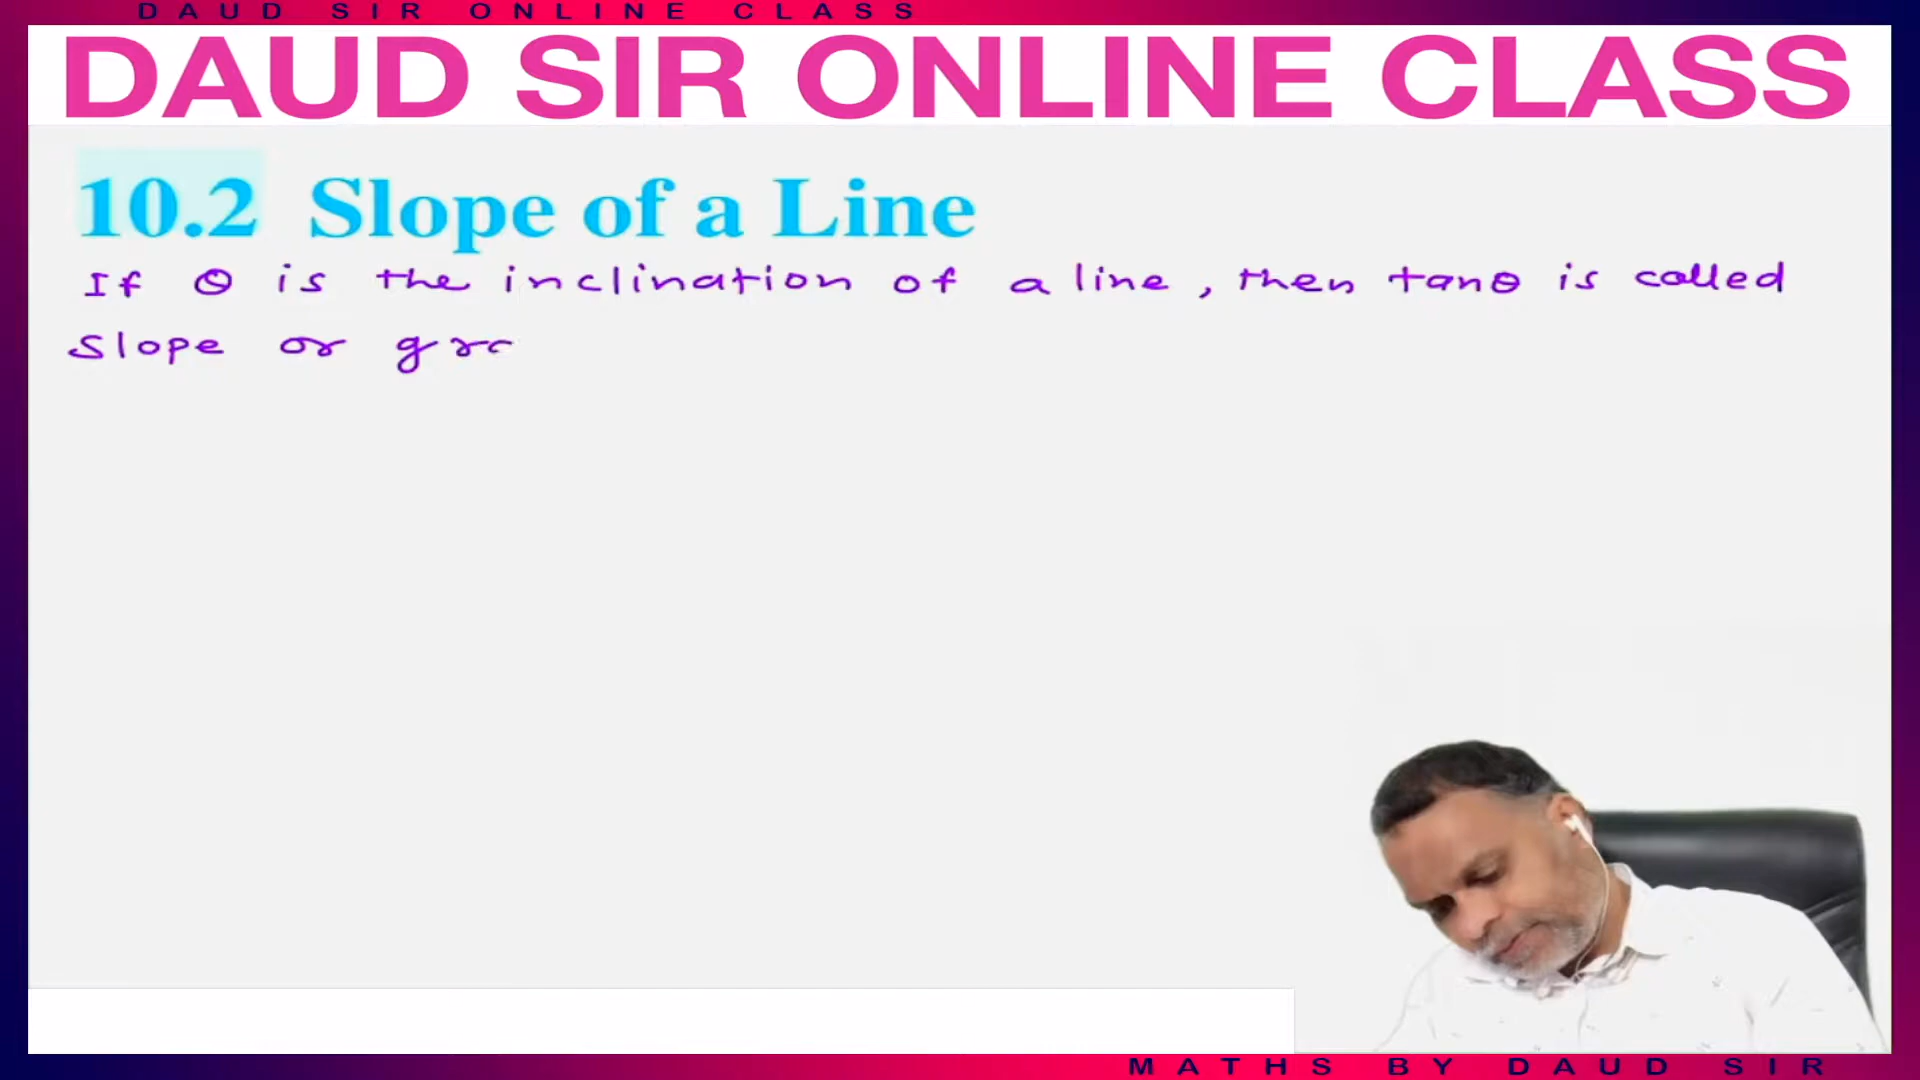 DAUD SIR ONLINE CLASS
DAUD SIR ONLINE CLASS
10.2 Slope of a Line
If θ is the inclination of a line, then tanθ is called
slope or gra
MATHS BY DAUD SIR